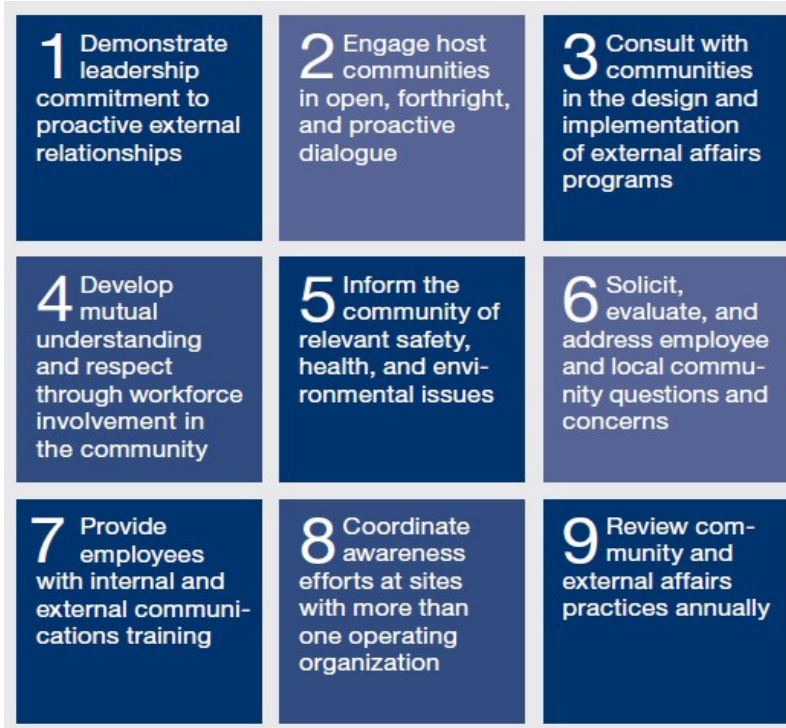 1 Demonstrate
leadership
commitment to
proactive external
relationships
2 Engage host
communities
in open, forthright,
and proactive
dialogue
3 Consult with
communities
in the design and
implementation
of external affairs
programs
4 Develop
mutual
understanding
and respect
through workforce
involvement in
the community
5 Inform the
community of
relevant safety,
health, and envi-
ronmental issues
6 Solicit,
evaluate, and
address employee
and local commu-
nity questions and
concerns
7 Provide
employees
with internal and
external communi-
cations training
8 Coordinate
awareness
efforts at sites
with more than
one operating
organization
9 Review com-
munity and
external affairs
practices annually